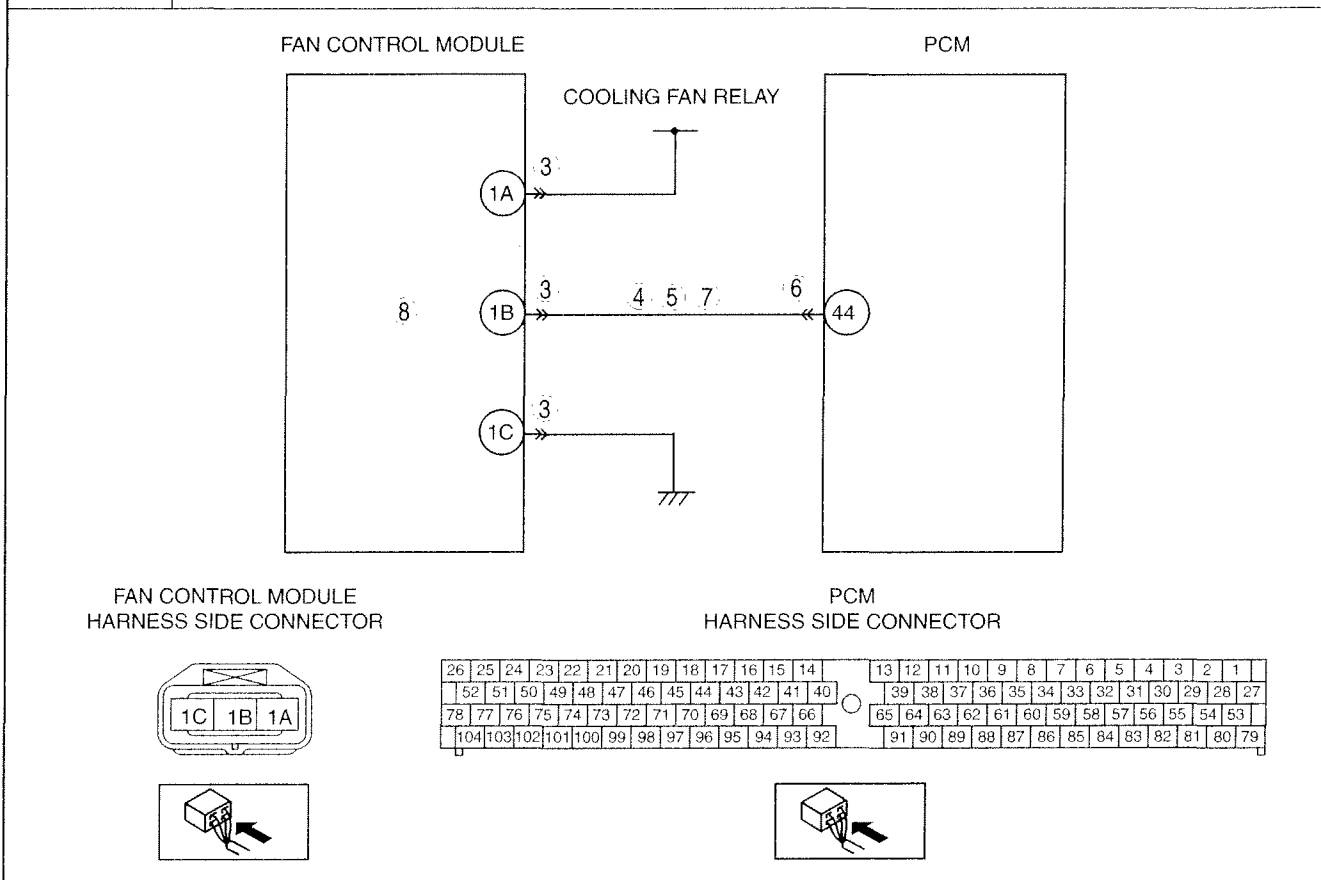 FAN CONTROL MODULE
PCM
COOLING FAN RELAY
3
1A
3
4 5 7
6
8
1B
44
3
1C
FAN CONTROL MODULE
HARNESS SIDE CONNECTOR
PCM
HARNESS SIDE CONNECTOR
1C 1B 1A
26 25 24 23 22 21 20 19 18 17 16 15 14 13 12 11 10 9 8 7 6 5 4 3 2 1
52 51 50 49 48 47 46 45 44 43 42 41 40 39 38 37 36 35 34 33 32 31 30 29 28 27
78 77 76 75 74 73 72 71 70 69 68 67 66 65 64 63 62 61 60 59 58 57 56 55 54 53
104 103 102 101 100 99 98 97 96 95 94 93 92 91 90 89 88 87 86 85 84 83 82 81 80 79